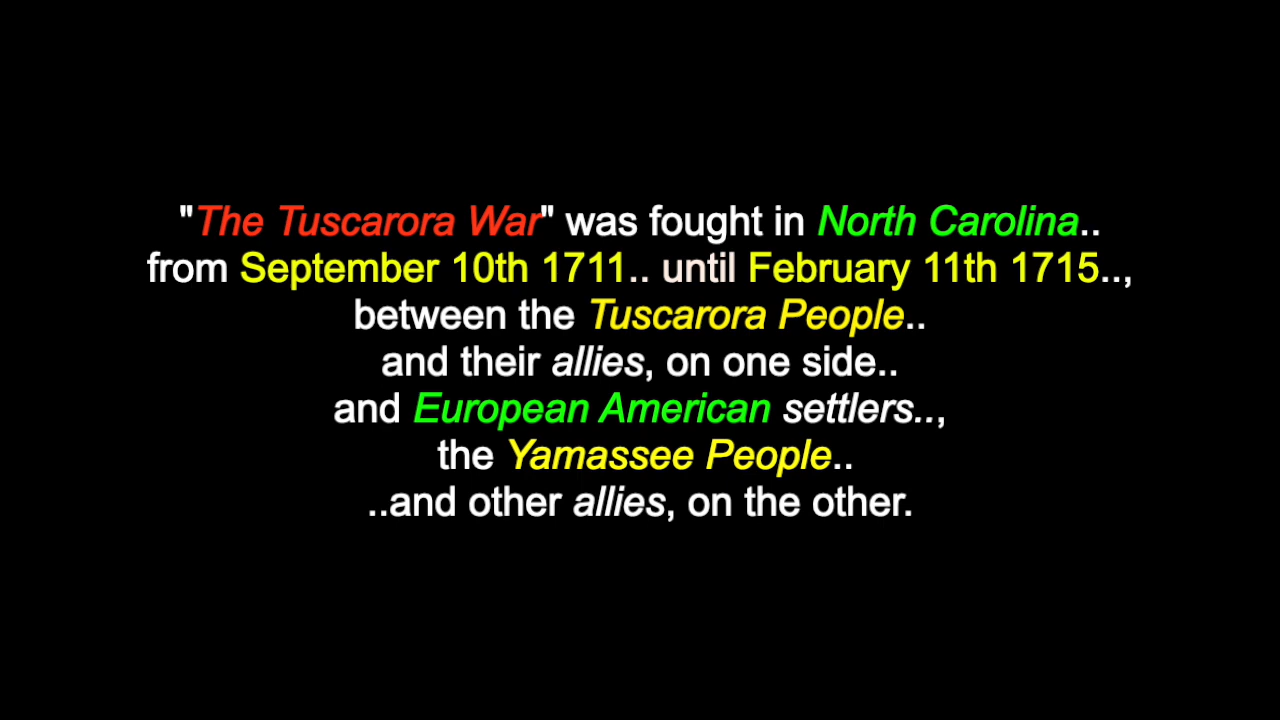 "The Tuscarora War" was fought in North Carolina..
from September 10th 1711.. until February 11th 1715..,
between the Tuscarora People..
and their allies, on one side..
and European American settlers..,
the Yamassee People..
..and other allies, on the other.